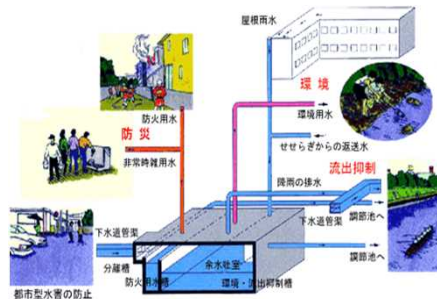 屋根雨水
環境
防火用水
環境用水
防災
せせらぎからの返送水
非常時雑用水
流出抑制
降雨の排水
下水道管渠
下水道管渠
調節池へ
分離槽
余水吐室
調節池へ
防火用水槽
環境・流出抑制槽
都市型水害の防止